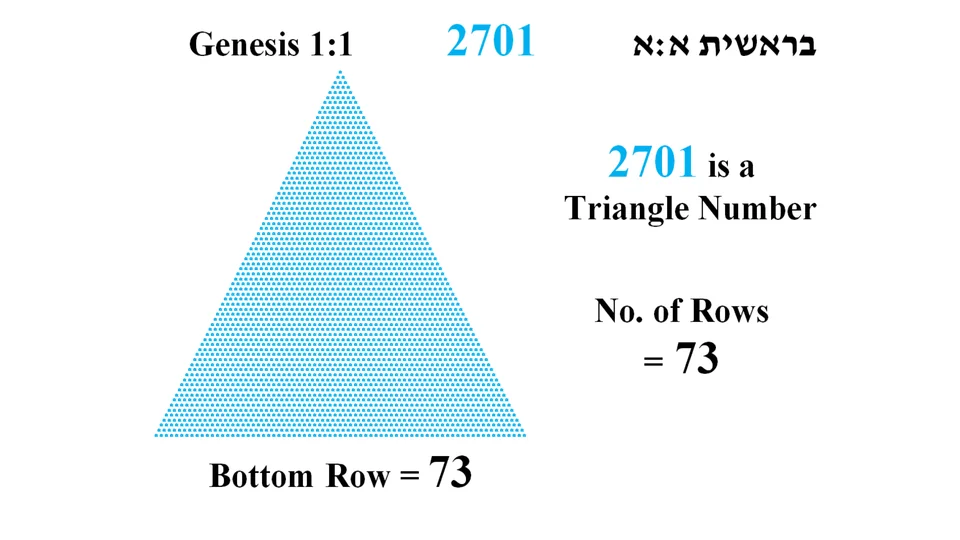 Genesis 1:1 2701 בראשית א:א
2701 is a
Triangle Number
No. of Rows
= 73
Bottom Row = 73